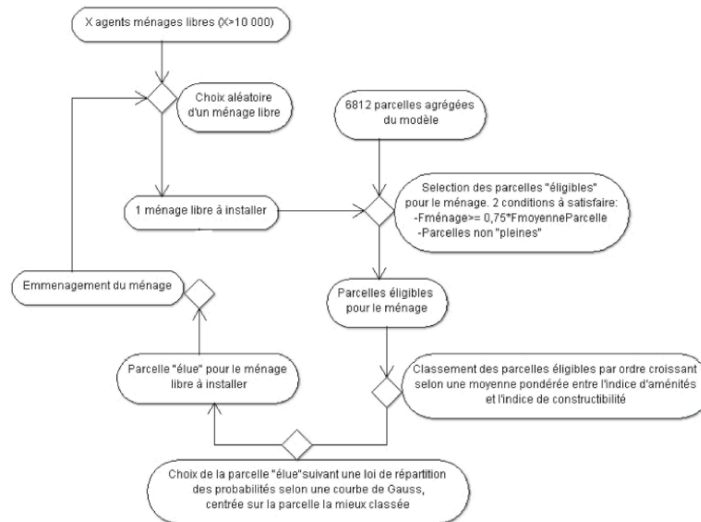 X agents ménages libres (X>10 000)
Choix aléatoire
d'un ménage libre
6812 parcelles agrégées
du modèle
1 ménage libre à installer
Selection des parcelles "éligibles"
pour le ménage. 2 conditions à satisfaire:
-Fménage>= 0,75*FmoyenneParcelle
-Parcelles non "pleines"
Emmenagement du ménage
Parcelles éligibles
pour le ménage
Parcelle "élue" pour le ménage
libre à installer
Classement des parcelles éligibles par ordre croissant
selon une moyenne pondérée entre l'indice d'aménités
et l'indice de constructibilité
Choix de la parcelle "élue"suivant une loi de répartition
des probabilités selon une courbe de Gauss,
centrée sur la parcelle la mieux classée